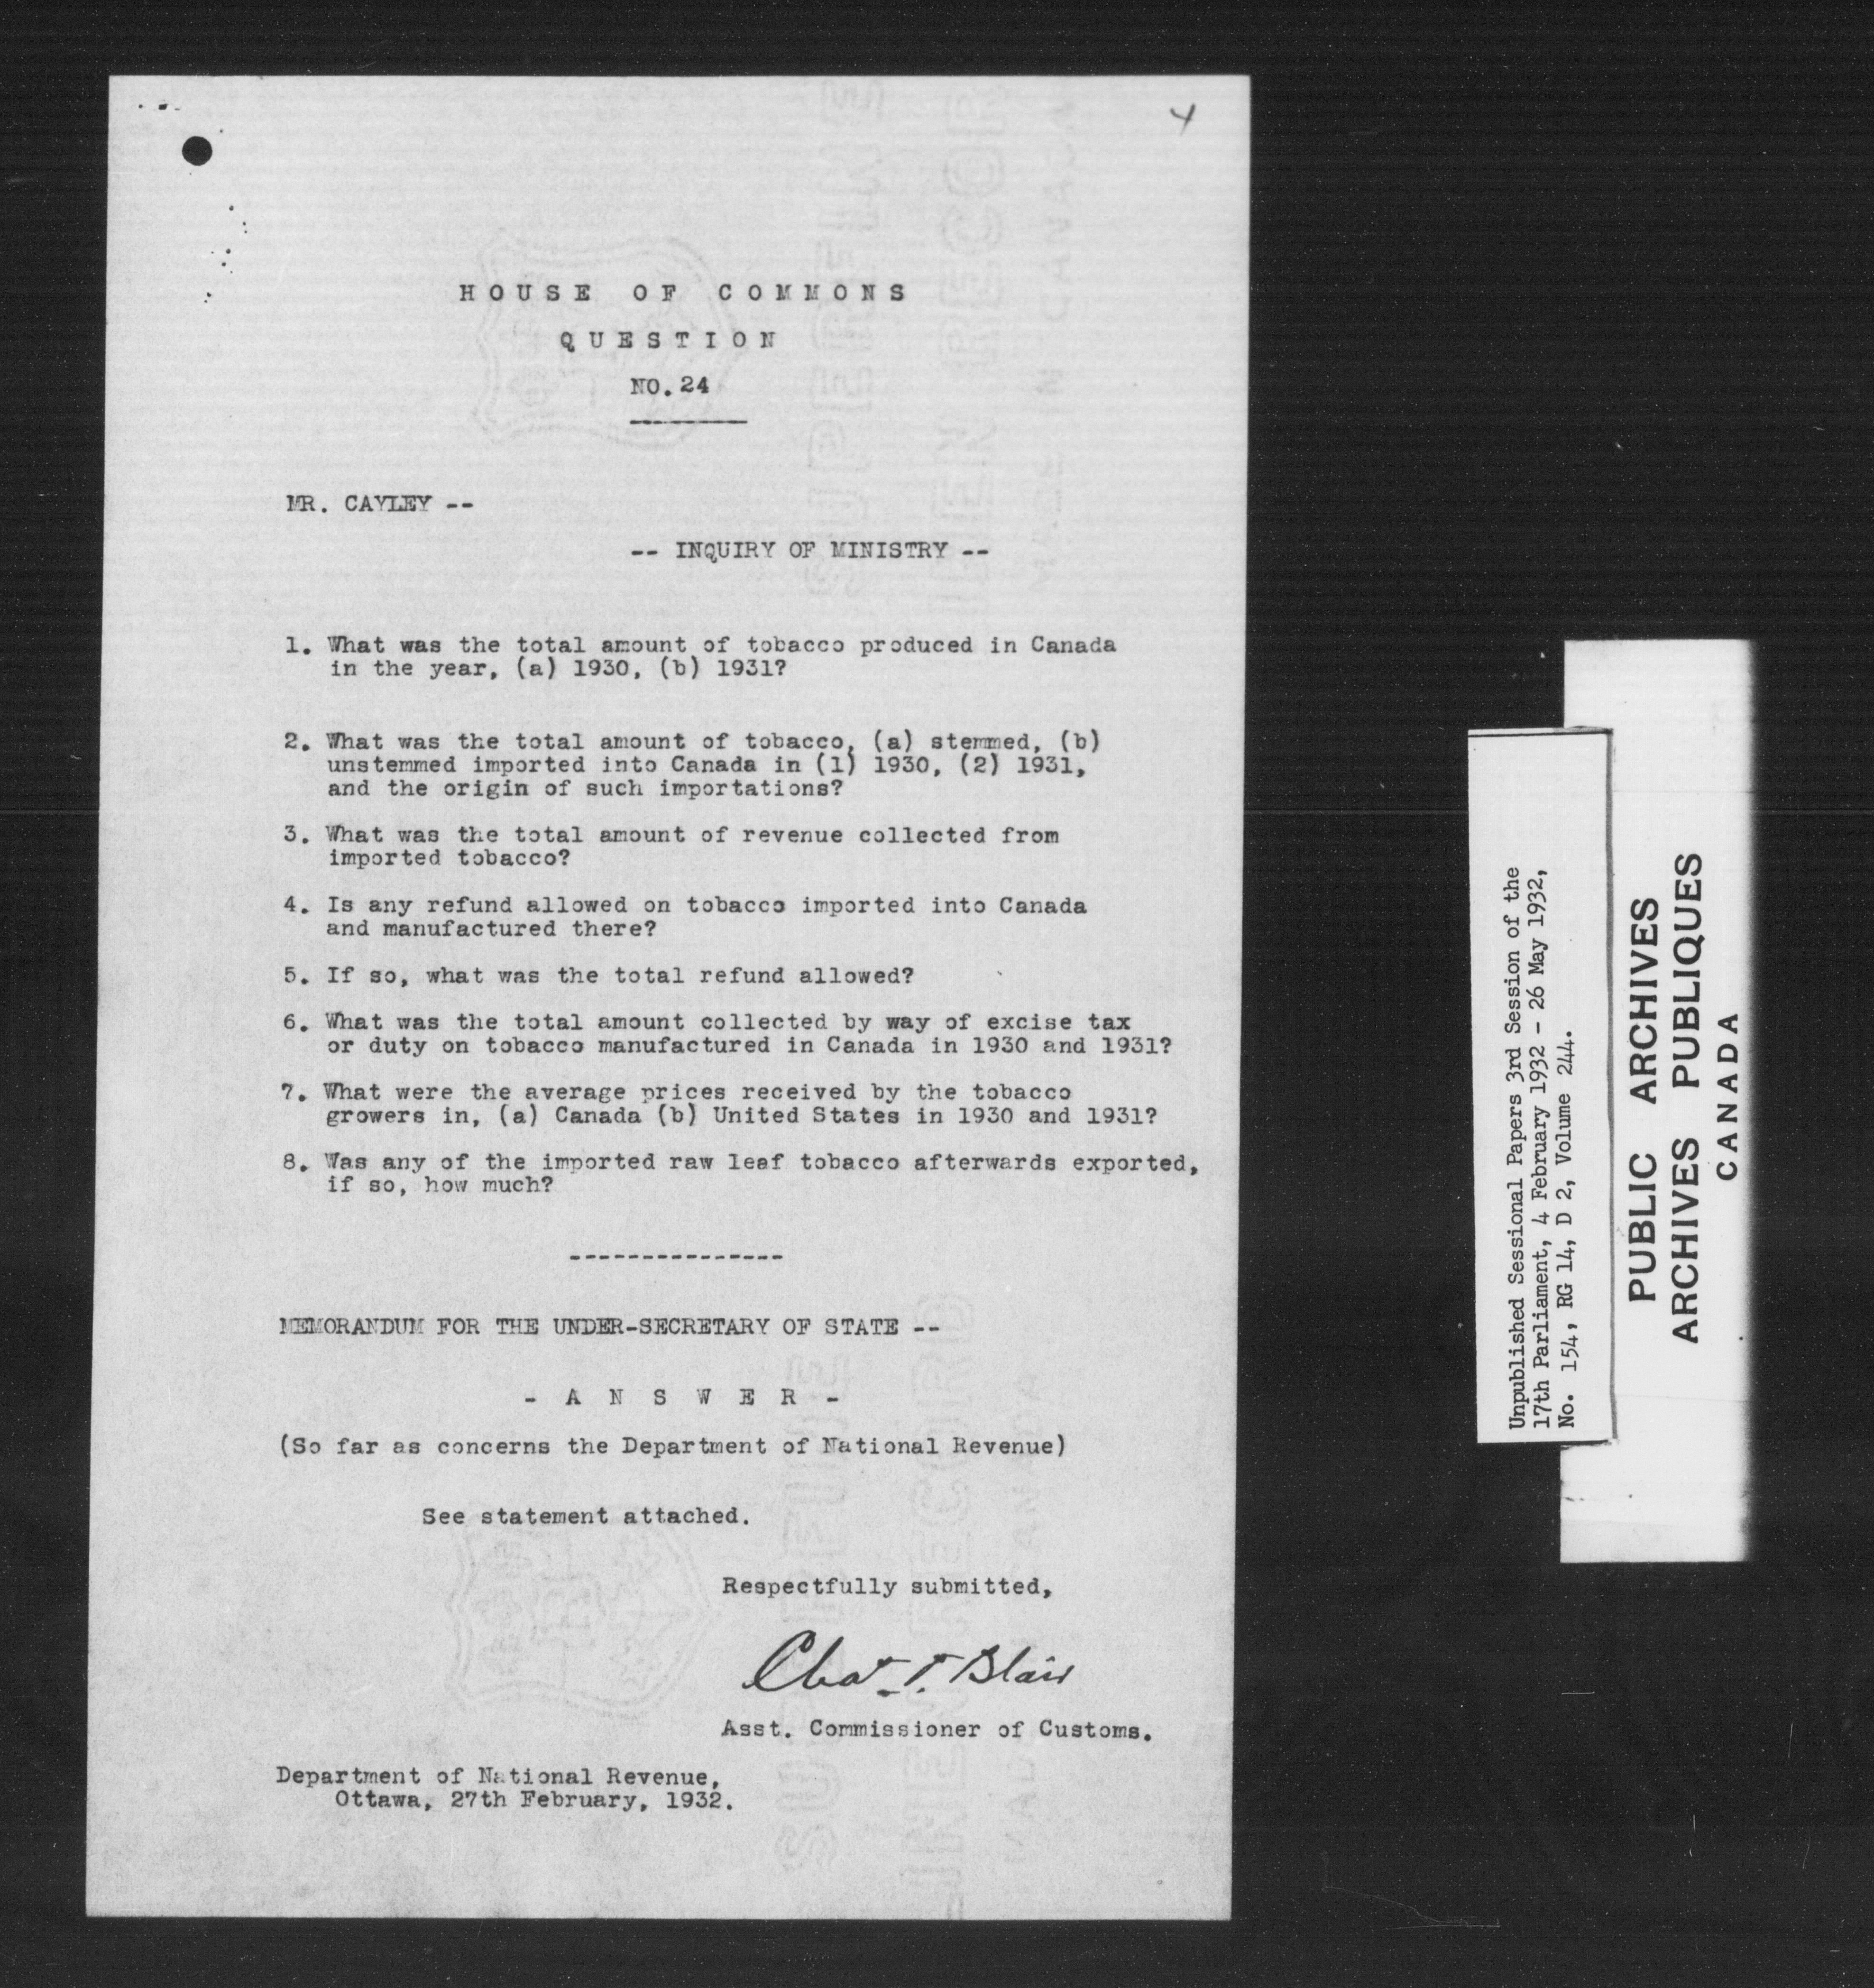 4
HOUSE OF COMMONS
QUESTION
NO.24
MR. CAYLEY --
-- INQUIRY OF MINISTRY --
1. What was the total amount of tobacco produced in Canada
in the year, (a) 1930, (b) 1931?
2. What was the total amount of tobacco, (a) stemmed, (b)
unstemmed imported into Canada in (1) 1930, (2) 1931,
and the origin of such importations?
3. What was the total amount of revenue collected from
imported tobacco?
4. Is any refund allowed on tobacco imported into Canada
and manufactured there?
5. If so, what was the total refund allowed?
6. What was the total amount collected by way of excise tax
or duty on tobacco manufactured in Canada in 1930 and 1931?
7. What were the average prices received by the tobacco
growers in, (a) Canada (b) United States in 1930 and 1931?
8. Was any of the imported raw leaf tobacco afterwards exported,
if so, how much?
---------------
MEMORANDUM FOR THE UNDER-SECRETARY OF STATE --
- A N S W E R -
(So far as concerns the Department of National Revenue)
See statement attached.
Respectfully submitted,
Chas. P. Blair
Asst. Commissioner of Customs.
Department of National Revenue,
Ottawa, 27th February, 1932.
Unpublished Sessional Papers 3rd Session of the
17th Parliament, 4 February 1932 - 26 May 1932,
No. 154, RG 14, D 2, Volume 244.
PUBLIC ARCHIVES
ARCHIVES PUBLIQUES
CANADA